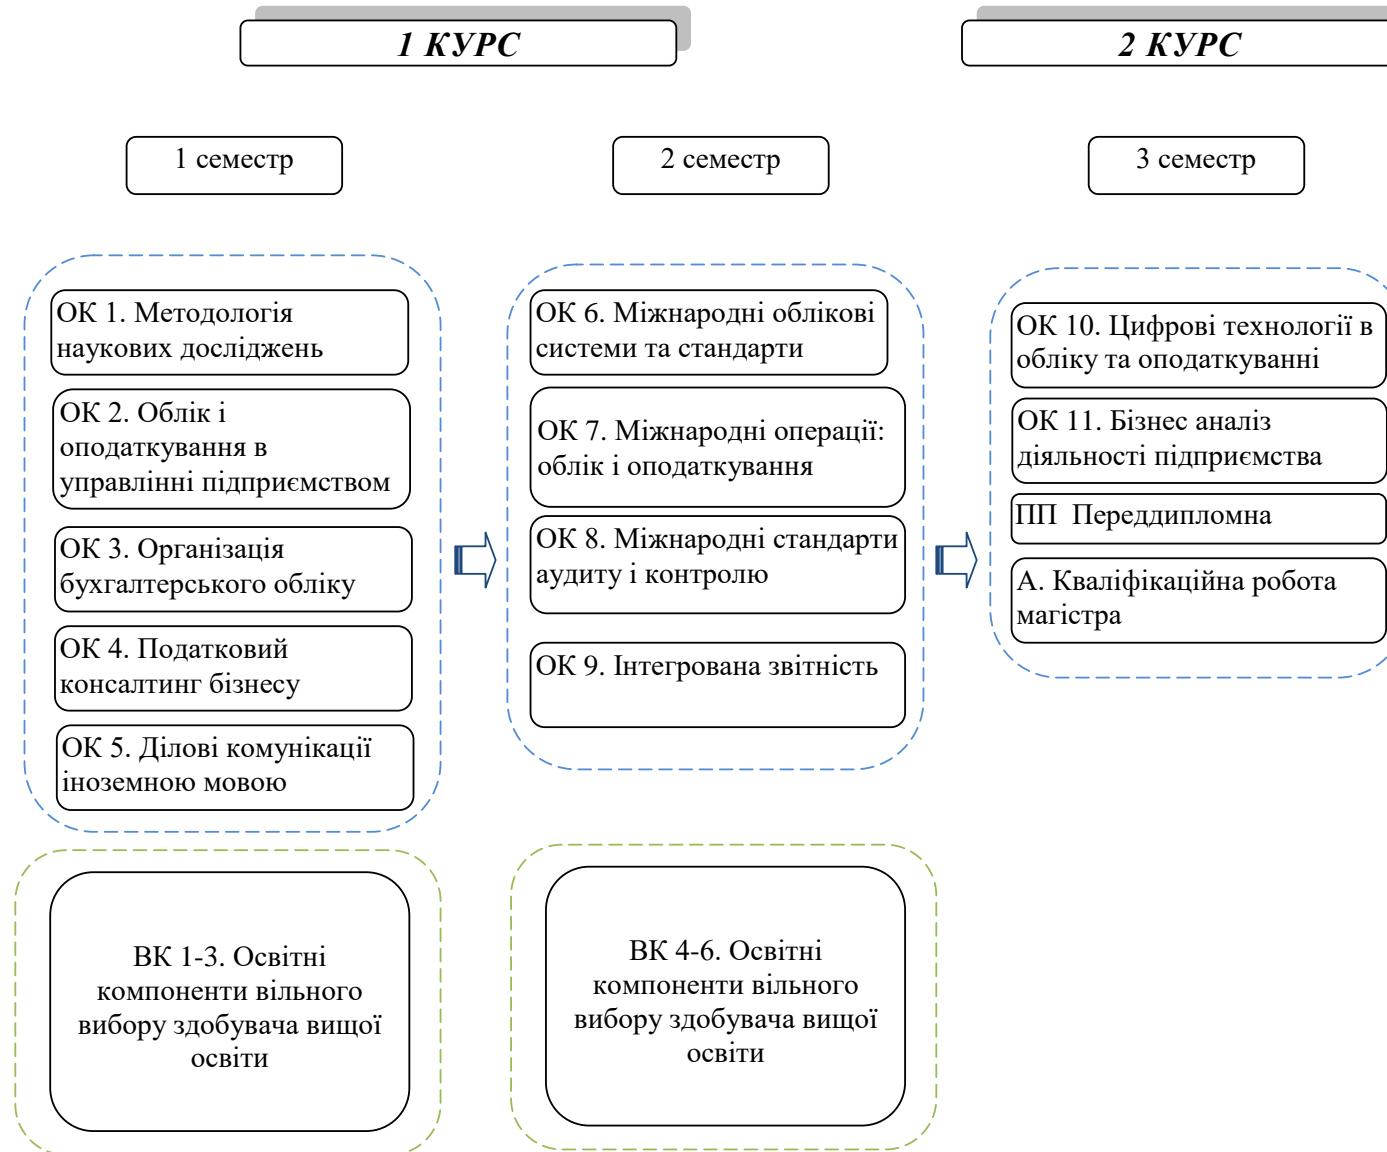 1 КУРС
2 КУРС
1 семестр
2 семестр
3 семестр
ОК 1. Методологія
наукових досліджень
ОК 2. Облік і
оподаткування в
управлінні підприємством
ОК 3. Організація
бухгалтерського обліку
ОК 4. Податковий
консалтинг бізнесу
ОК 5. Ділові комунікації
іноземною мовою
ВК 1-3. Освітні
компоненти вільного
вибору здобувача вищої
освіти
ОК 6. Міжнародні облікові
системи та стандарти
ОК 7. Міжнародні операції:
облік і оподаткування
ОК 8. Міжнародні стандарти
аудиту і контролю
ОК 9. Інтегрована звітність
ВК 4-6. Освітні
компоненти вільного
вибору здобувача вищої
освіти
ОК 10. Цифрові технології в
обліку та оподаткуванні
ОК 11. Бізнес аналіз
діяльності підприємства
ПП  Переддипломна
А. Кваліфікаційна робота
магістра